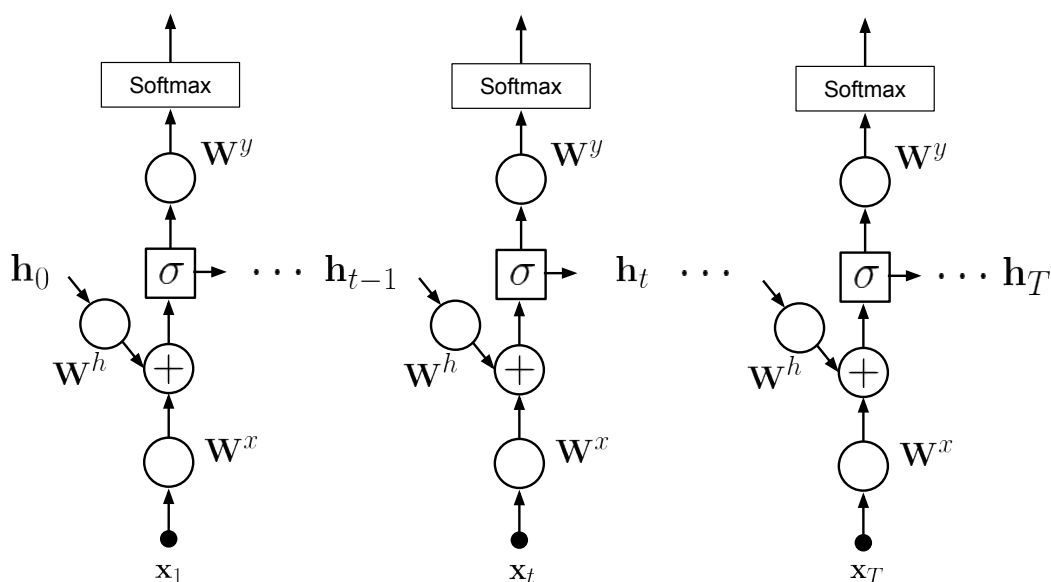 Softmax Softmax Softmax
W^y W^y W^y
h_0 σ · · · h_{t−1} σ h_t · · · σ · · · h_T
W^h + W^h + W^h +
W^x W^x W^x
x_1 x_t x_T